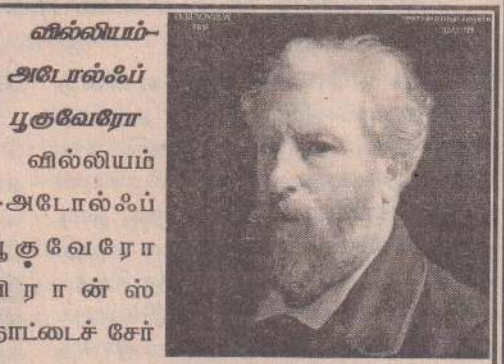 வில்லியம்-
அடோல்ஃப்
பூகுவேரோ
வில்லியம்
-அடோல்ஃப்
பூகுவேரோ
பிரான்ஸ்
நாட்டைச் சேர்